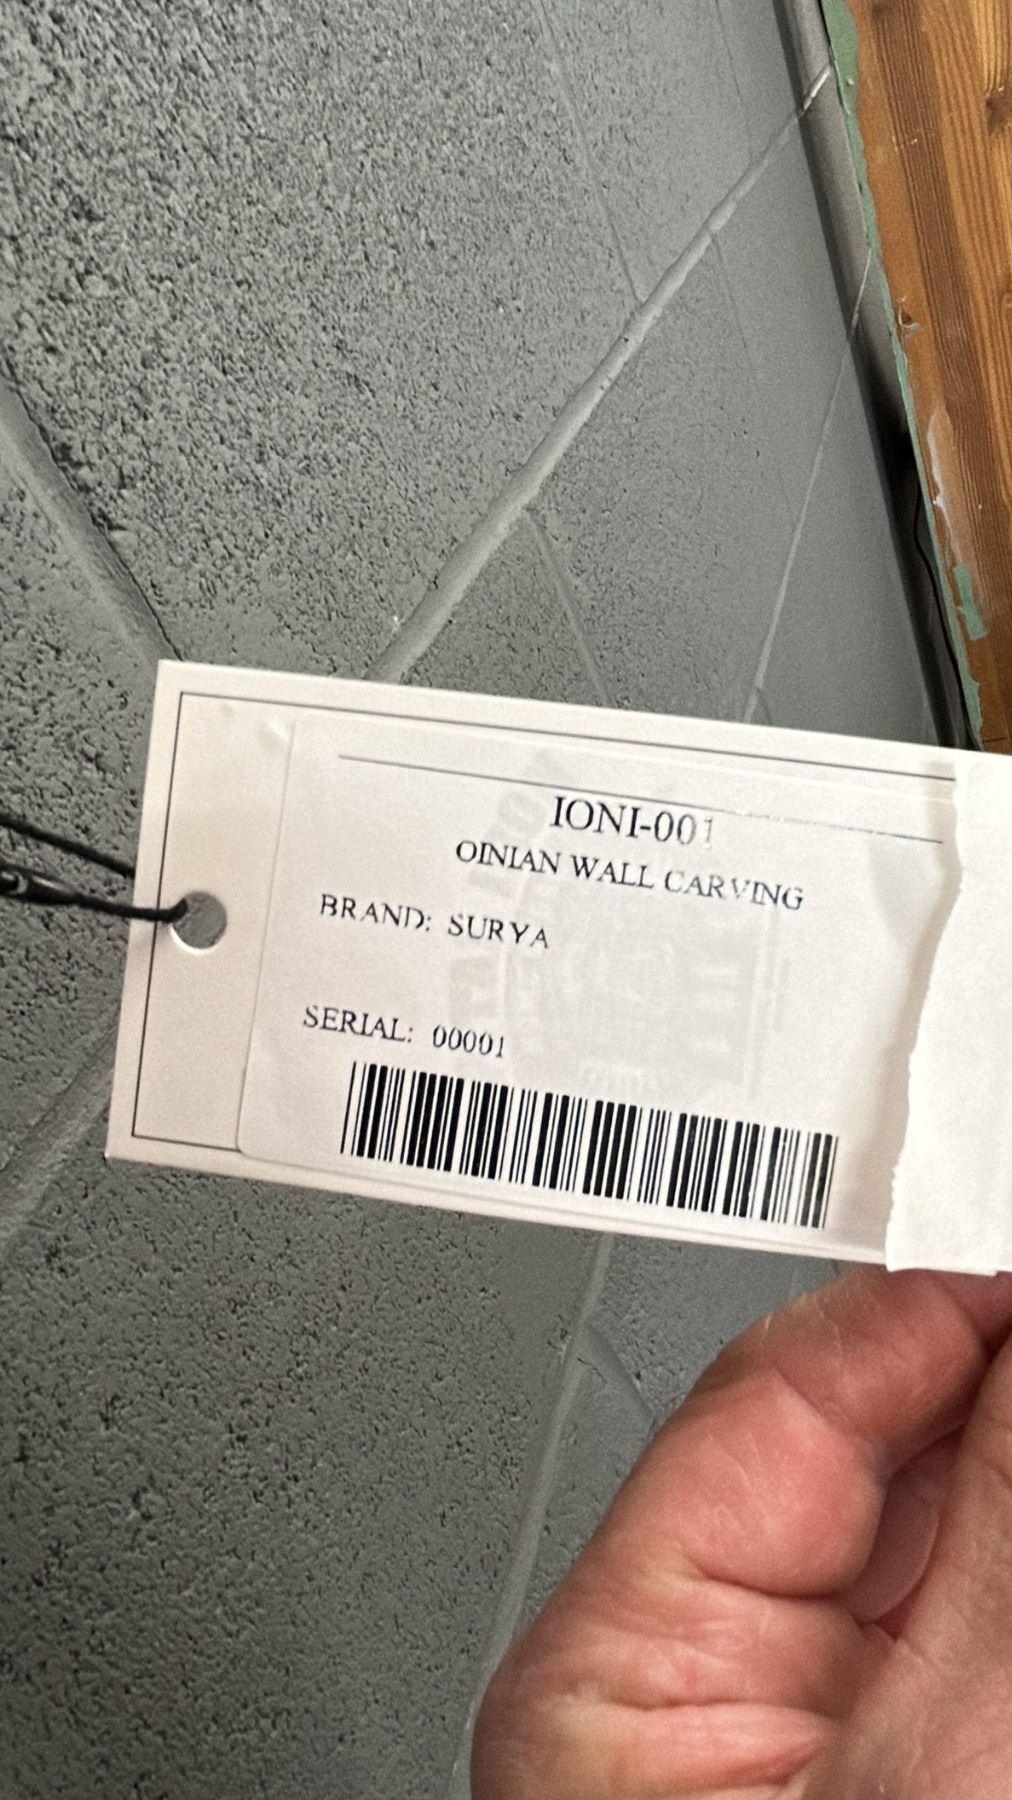 IONI-001
OINIAN WALL CARVING
BRAND: SURYA
SERIAL: 00001